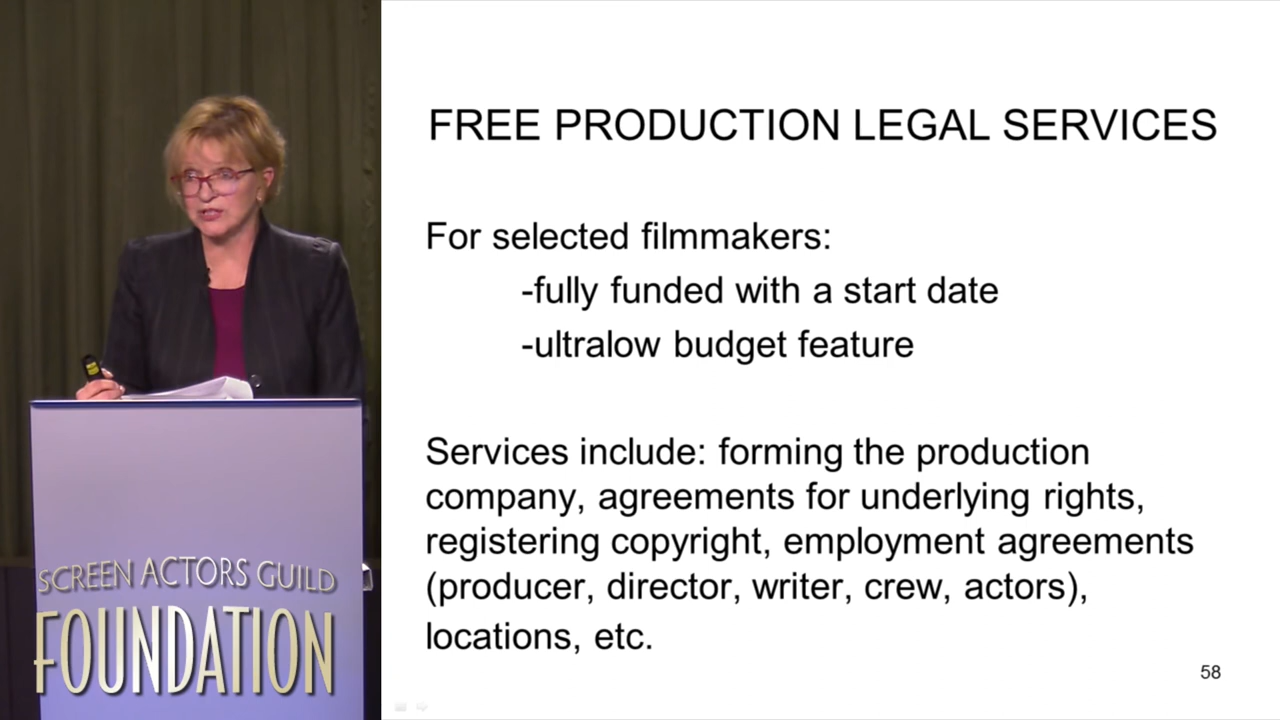 FREE PRODUCTION LEGAL SERVICES
For selected filmmakers:
-fully funded with a start date
-ultralow budget feature
Services include: forming the production
company, agreements for underlying rights,
registering copyright, employment agreements
(producer, director, writer, crew, actors),
locations, etc.
58
SCREEN ACTORS GUILD
FOUNDATION